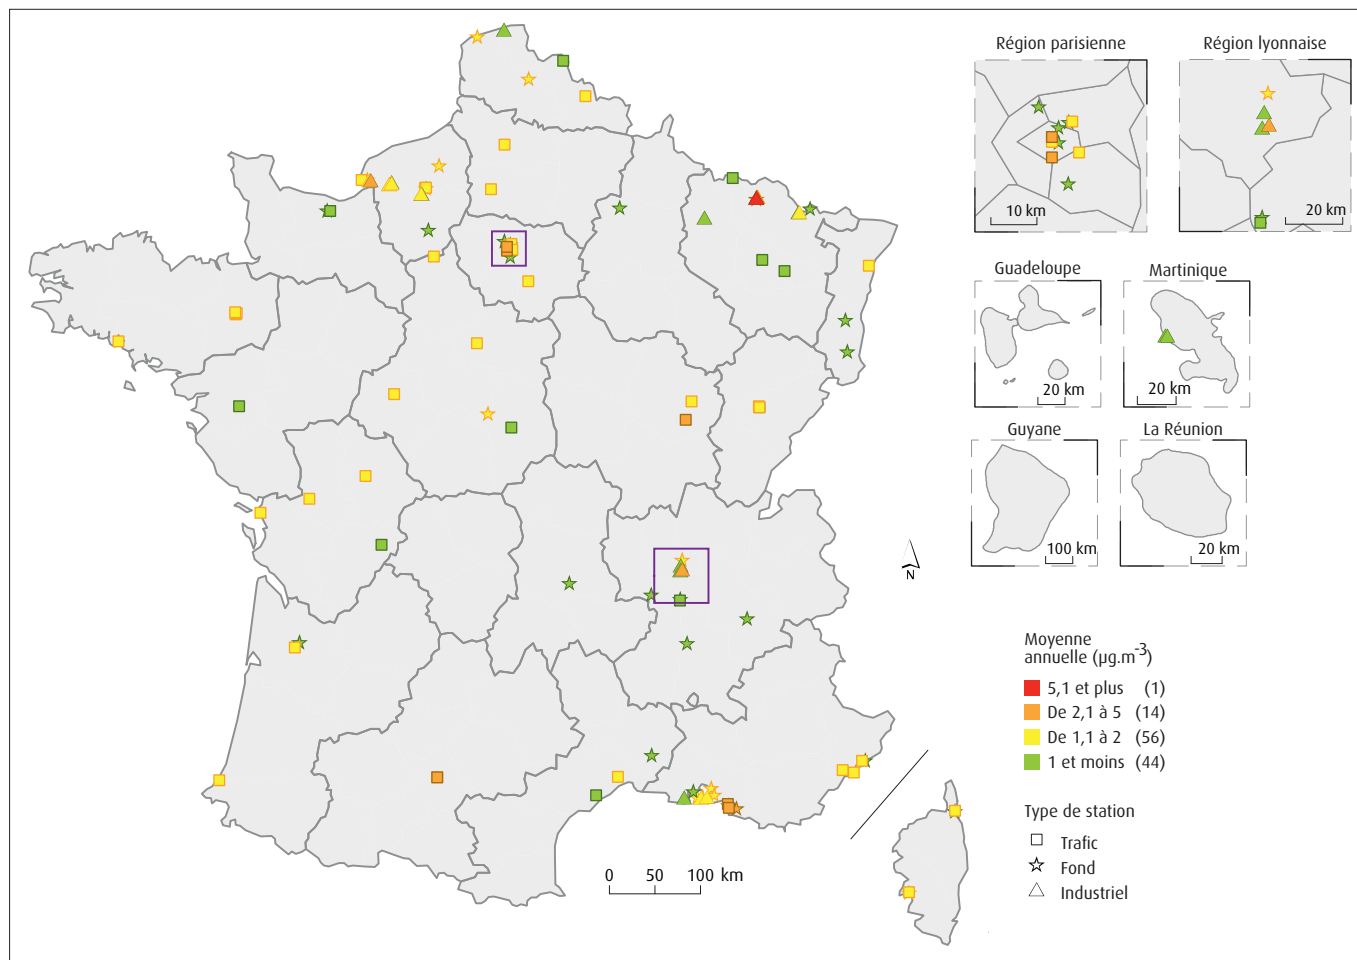 Région parisienne
Région lyonnaise
10 km
20 km
Guadeloupe
Martinique
20 km
20 km
Guyane
La Réunion
100 km
20 km
N
Moyenne
annuelle (µg.m-3)
5,1 et plus (1)
De 2,1 à 5 (14)
De 1,1 à 2 (56)
1 et moins (44)
Type de station
Trafic
Fond
Industriel
0 50 100 km